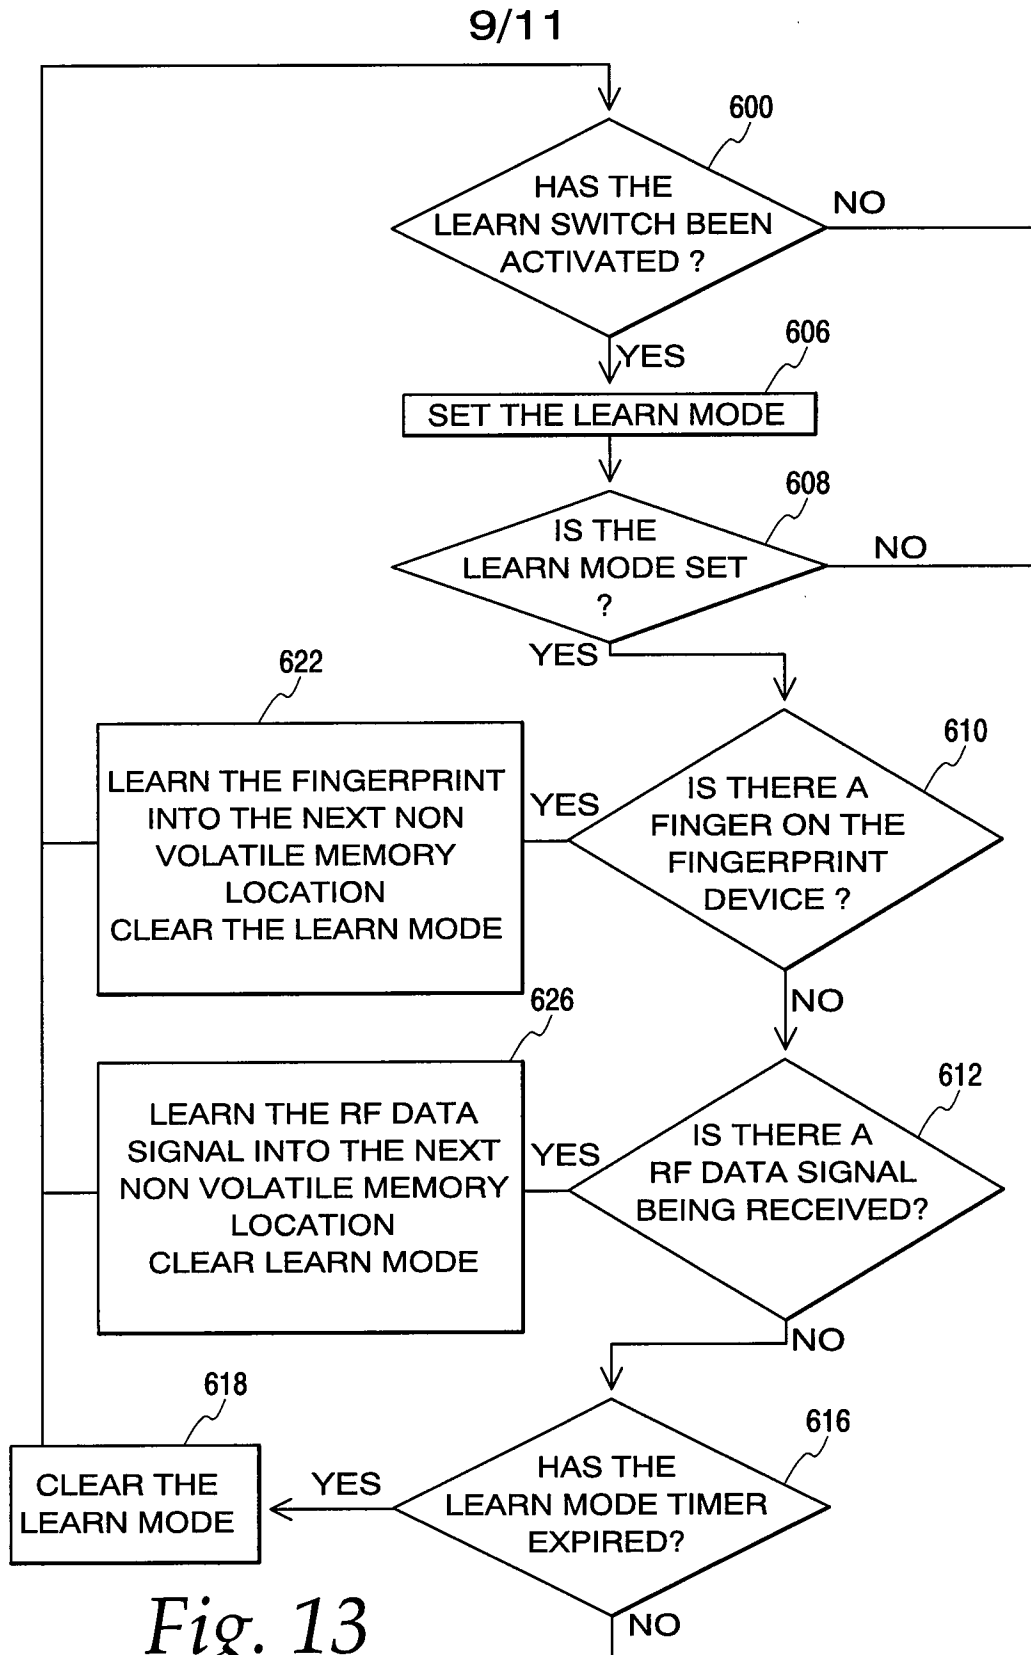 9/11
600
HAS THE
LEARN SWITCH BEEN
ACTIVATED ?
NO
YES
606
SET THE LEARN MODE
608
IS THE
LEARN MODE SET
?
NO
YES
622
LEARN THE FINGERPRINT
INTO THE NEXT NON
VOLATILE MEMORY
LOCATION
CLEAR THE LEARN MODE
YES
610
IS THERE A
FINGER ON THE
FINGERPRINT
DEVICE ?
NO
626
LEARN THE RF DATA
SIGNAL INTO THE NEXT
NON VOLATILE MEMORY
LOCATION
CLEAR LEARN MODE
YES
612
IS THERE A
RF DATA SIGNAL
BEING RECEIVED?
NO
618
CLEAR THE
LEARN MODE
YES
616
HAS THE
LEARN MODE TIMER
EXPIRED?
NO
Fig. 13